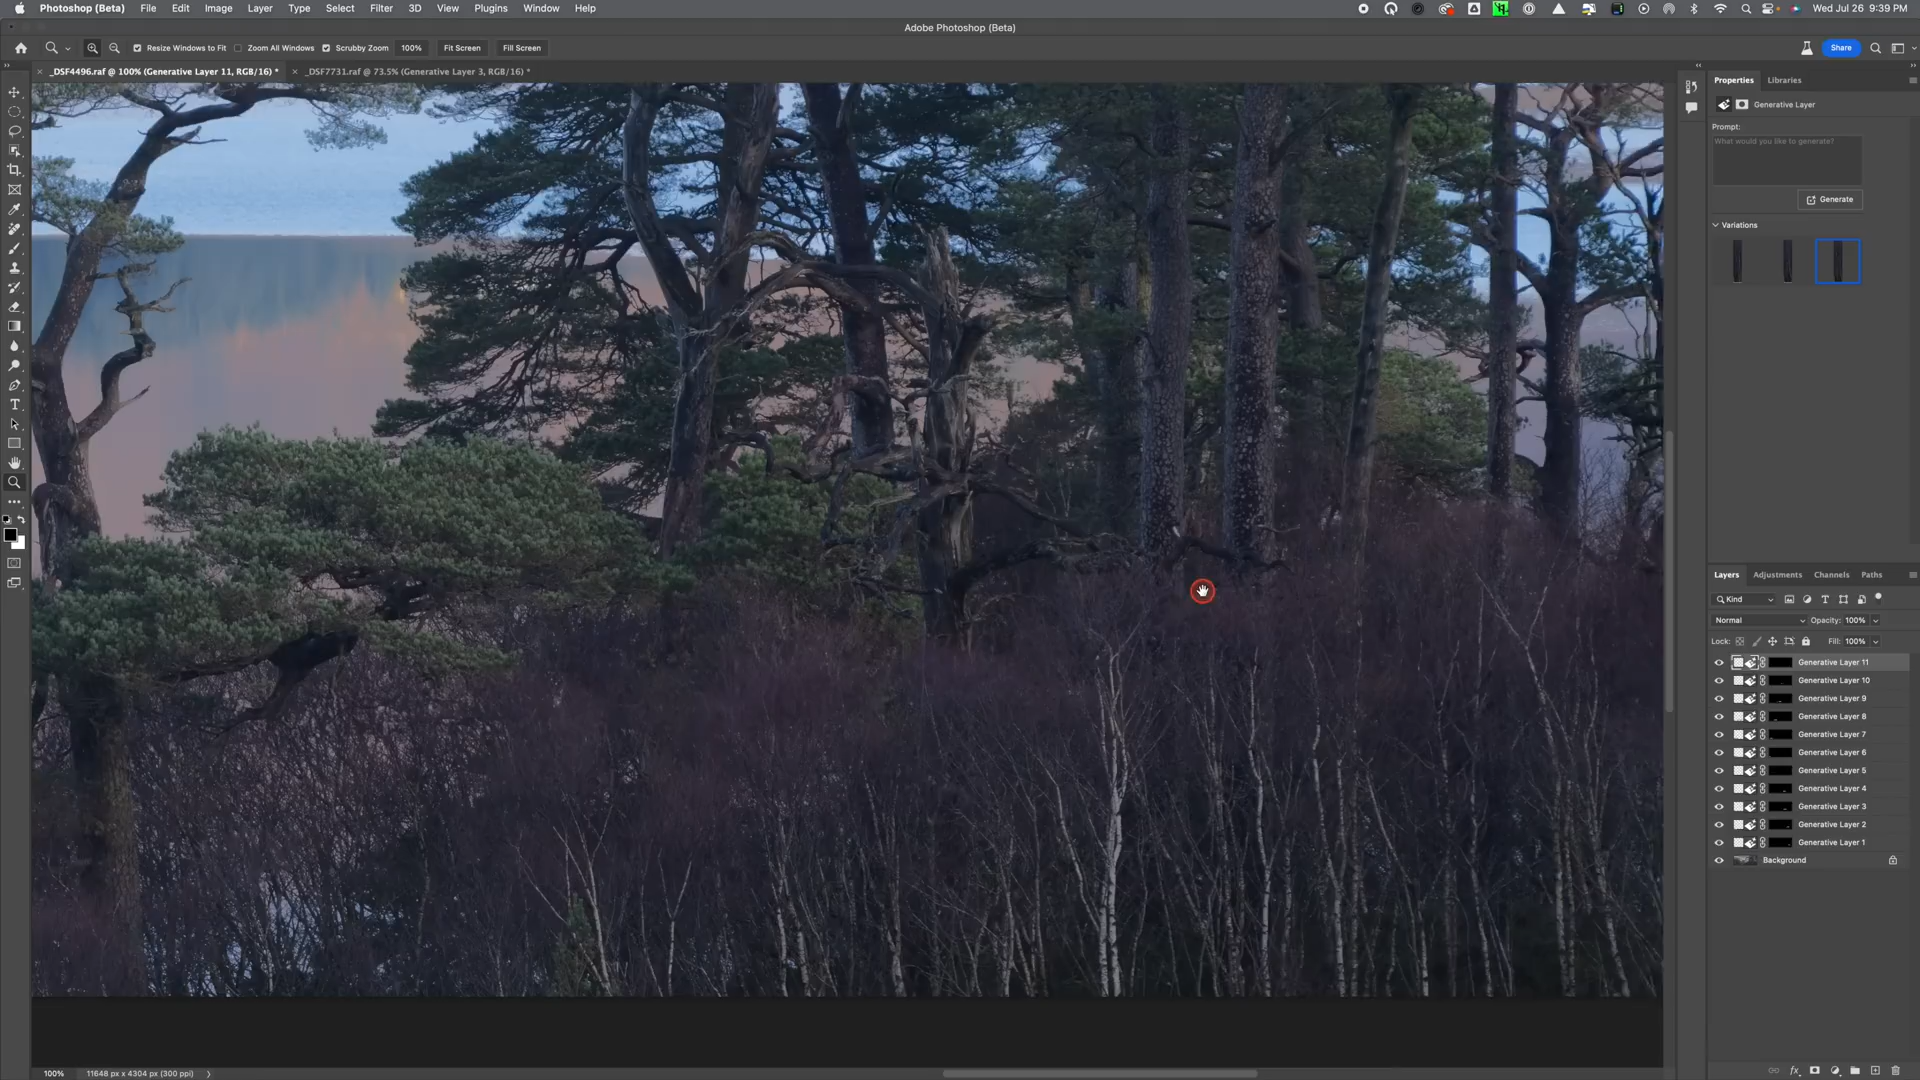 Photoshop (Beta) File Edit Image Layer Type Select Filter 3D View Plugins Window Help Wed Jul 26 9:39 PM
Adobe Photoshop (Beta)
Resize Windows to Fit Zoom All Windows Scrubby Zoom 100% Fit Screen Fill Screen Share
_DSF4496.raf @ 100% (Generative Layer 11, RGB/16) * _DSF7731.raf @ 73.5% (Generative Layer 3, RGB/16) *
Properties Libraries
Generative Layer
Prompt:
What would you like to generate?
Generate
Variations
Layers Adjustments Channels Paths
Kind
Normal Opacity: 100%
Lock: Fill: 100%
Generative Layer 11
Generative Layer 10
Generative Layer 9
Generative Layer 8
Generative Layer 7
Generative Layer 6
Generative Layer 5
Generative Layer 4
Generative Layer 3
Generative Layer 2
Generative Layer 1
Background
100% 11648 px x 4304 px (300 ppi)